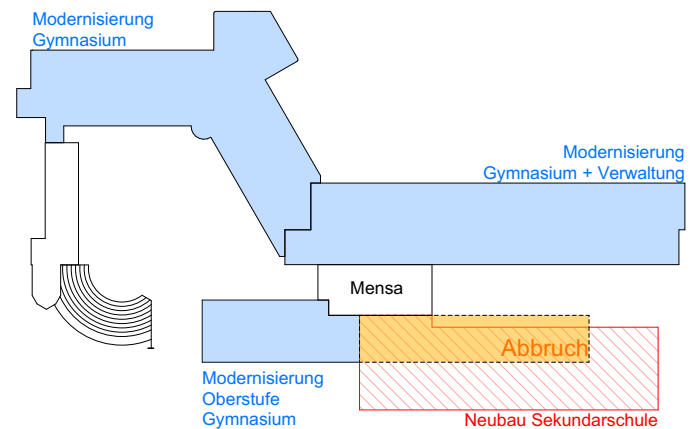 Modernisierung
Gymnasium
Modernisierung
Gymnasium + Verwaltung
Mensa
Abbruch
Modernisierung
Oberstufe
Gymnasium
Neubau Sekundarschule